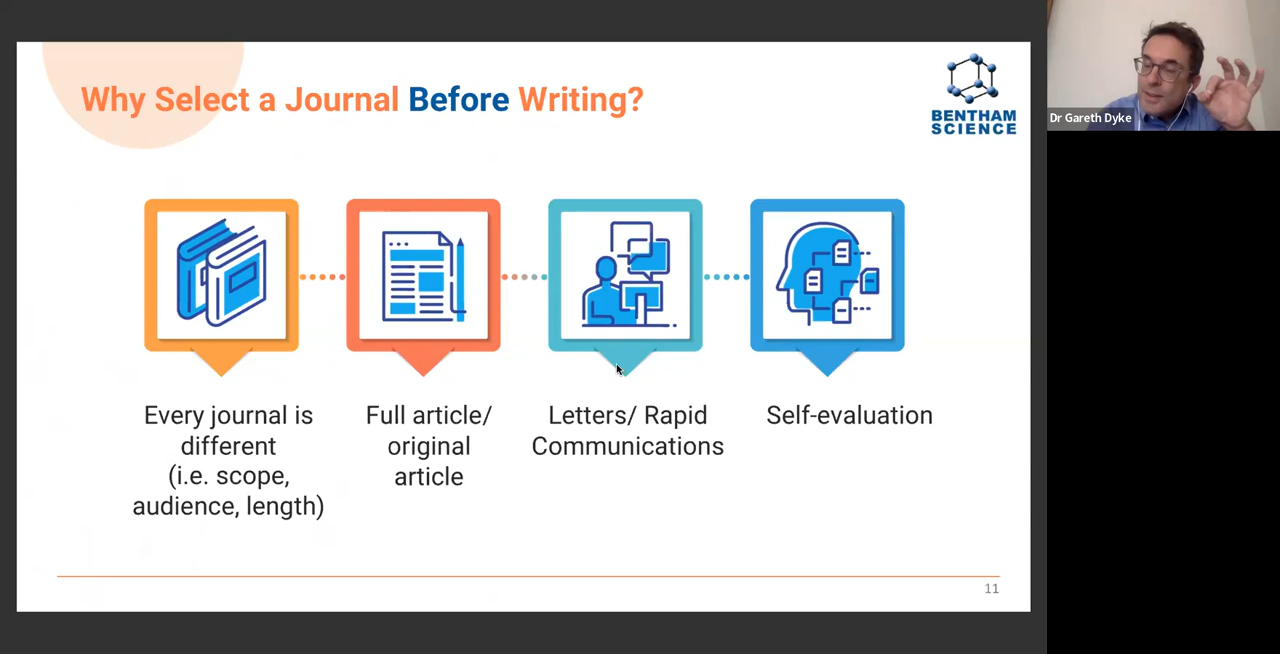 Why Select a Journal Before Writing?
BENTHAM
SCIENCE
Dr Gareth Dyke
Every journal is
different
(i.e. scope,
audience, length)
Full article/
original
article
Letters/ Rapid
Communications
Self-evaluation
11